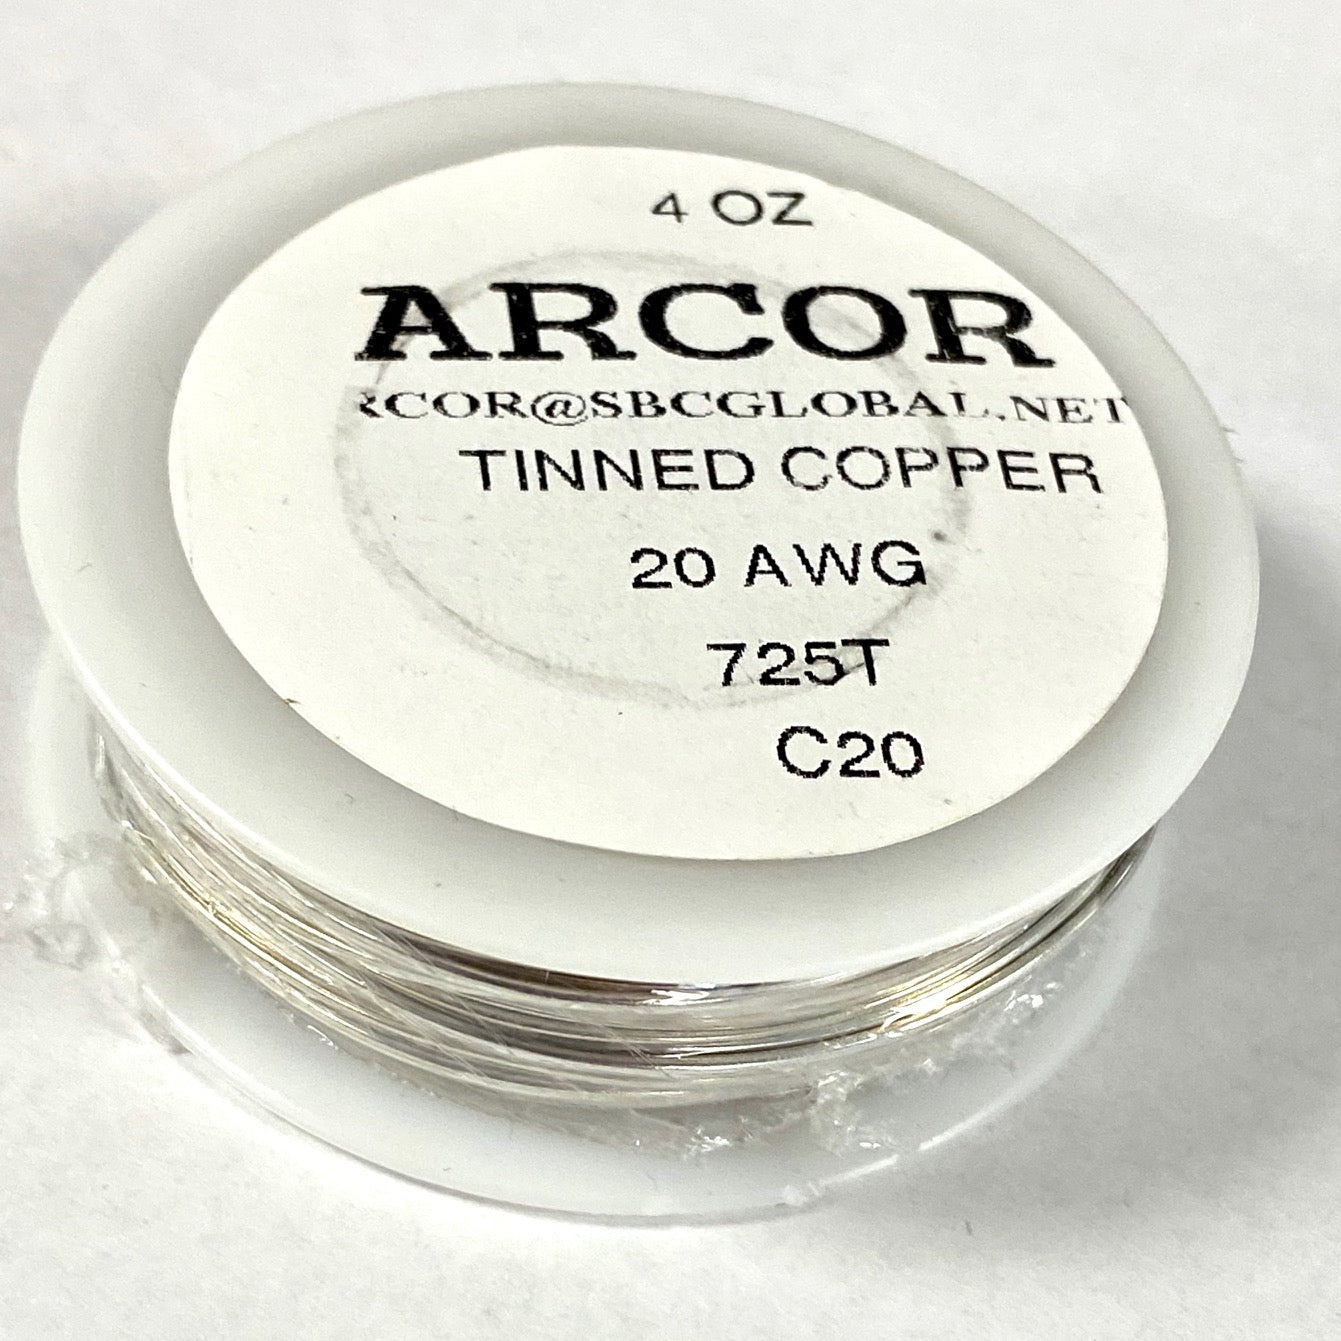 4 OZ
ARCOR
RCOR@SBCGLOBAL.NET
TINNED COPPER
20 AWG
725T
C20